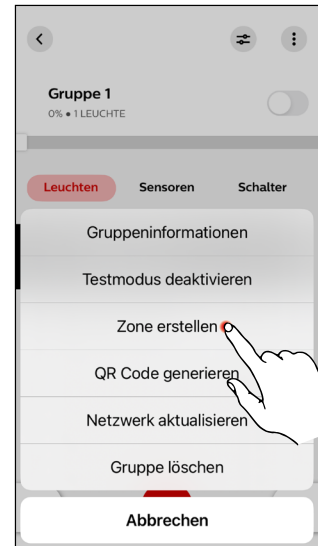 Gruppe 1
0% • 1 LEUCHTE
Leuchten Sensoren Schalter
Gruppeninformationen
Testmodus deaktivieren
Zone erstellen
QR Code generieren
Netzwerk aktualisieren
Gruppe löschen
Abbrechen